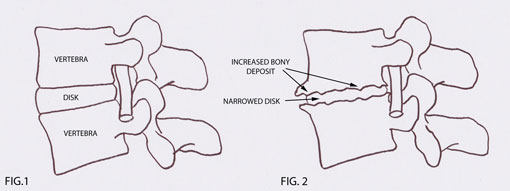 VERTEBRA
DISK
VERTEBRA
FIG.1
INCREASED BONY
DEPOSIT
NARROWED DISK
FIG. 2